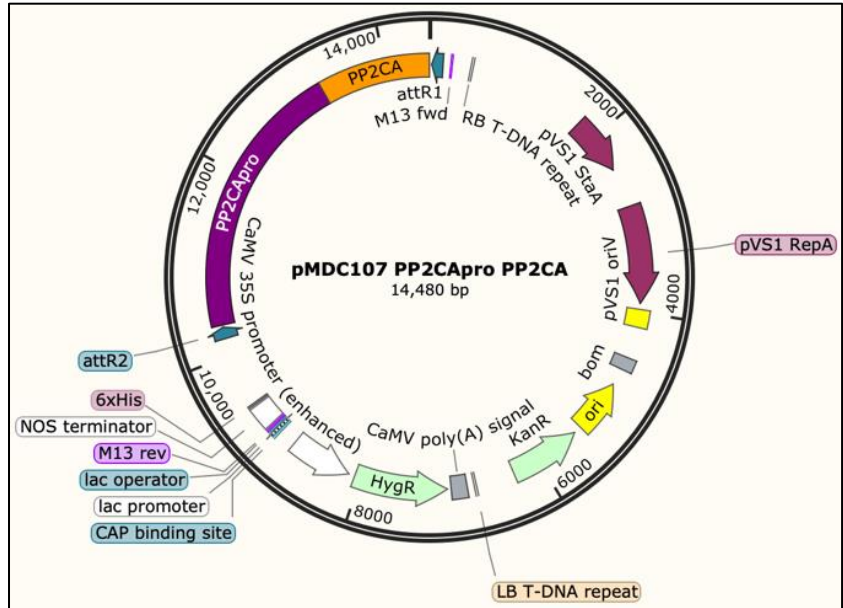 14,000
PP2CA
attR1
M13 fwd
RB T-DNA repeat
2000
pVS1 StaA
12,000
PP2CApro
CaMV 35S promoter (enhanced)
pMDC107 PP2CApro PP2CA
14,480 bp
pVS1 oriV
pVS1 RepA
4000
attR2
bom
10,000
6xHis
NOS terminator
M13 rev
lac operator
lac promoter
CAP binding site
CaMV poly(A) signal
KanR
ori
HygR
6000
8000
LB T-DNA repeat